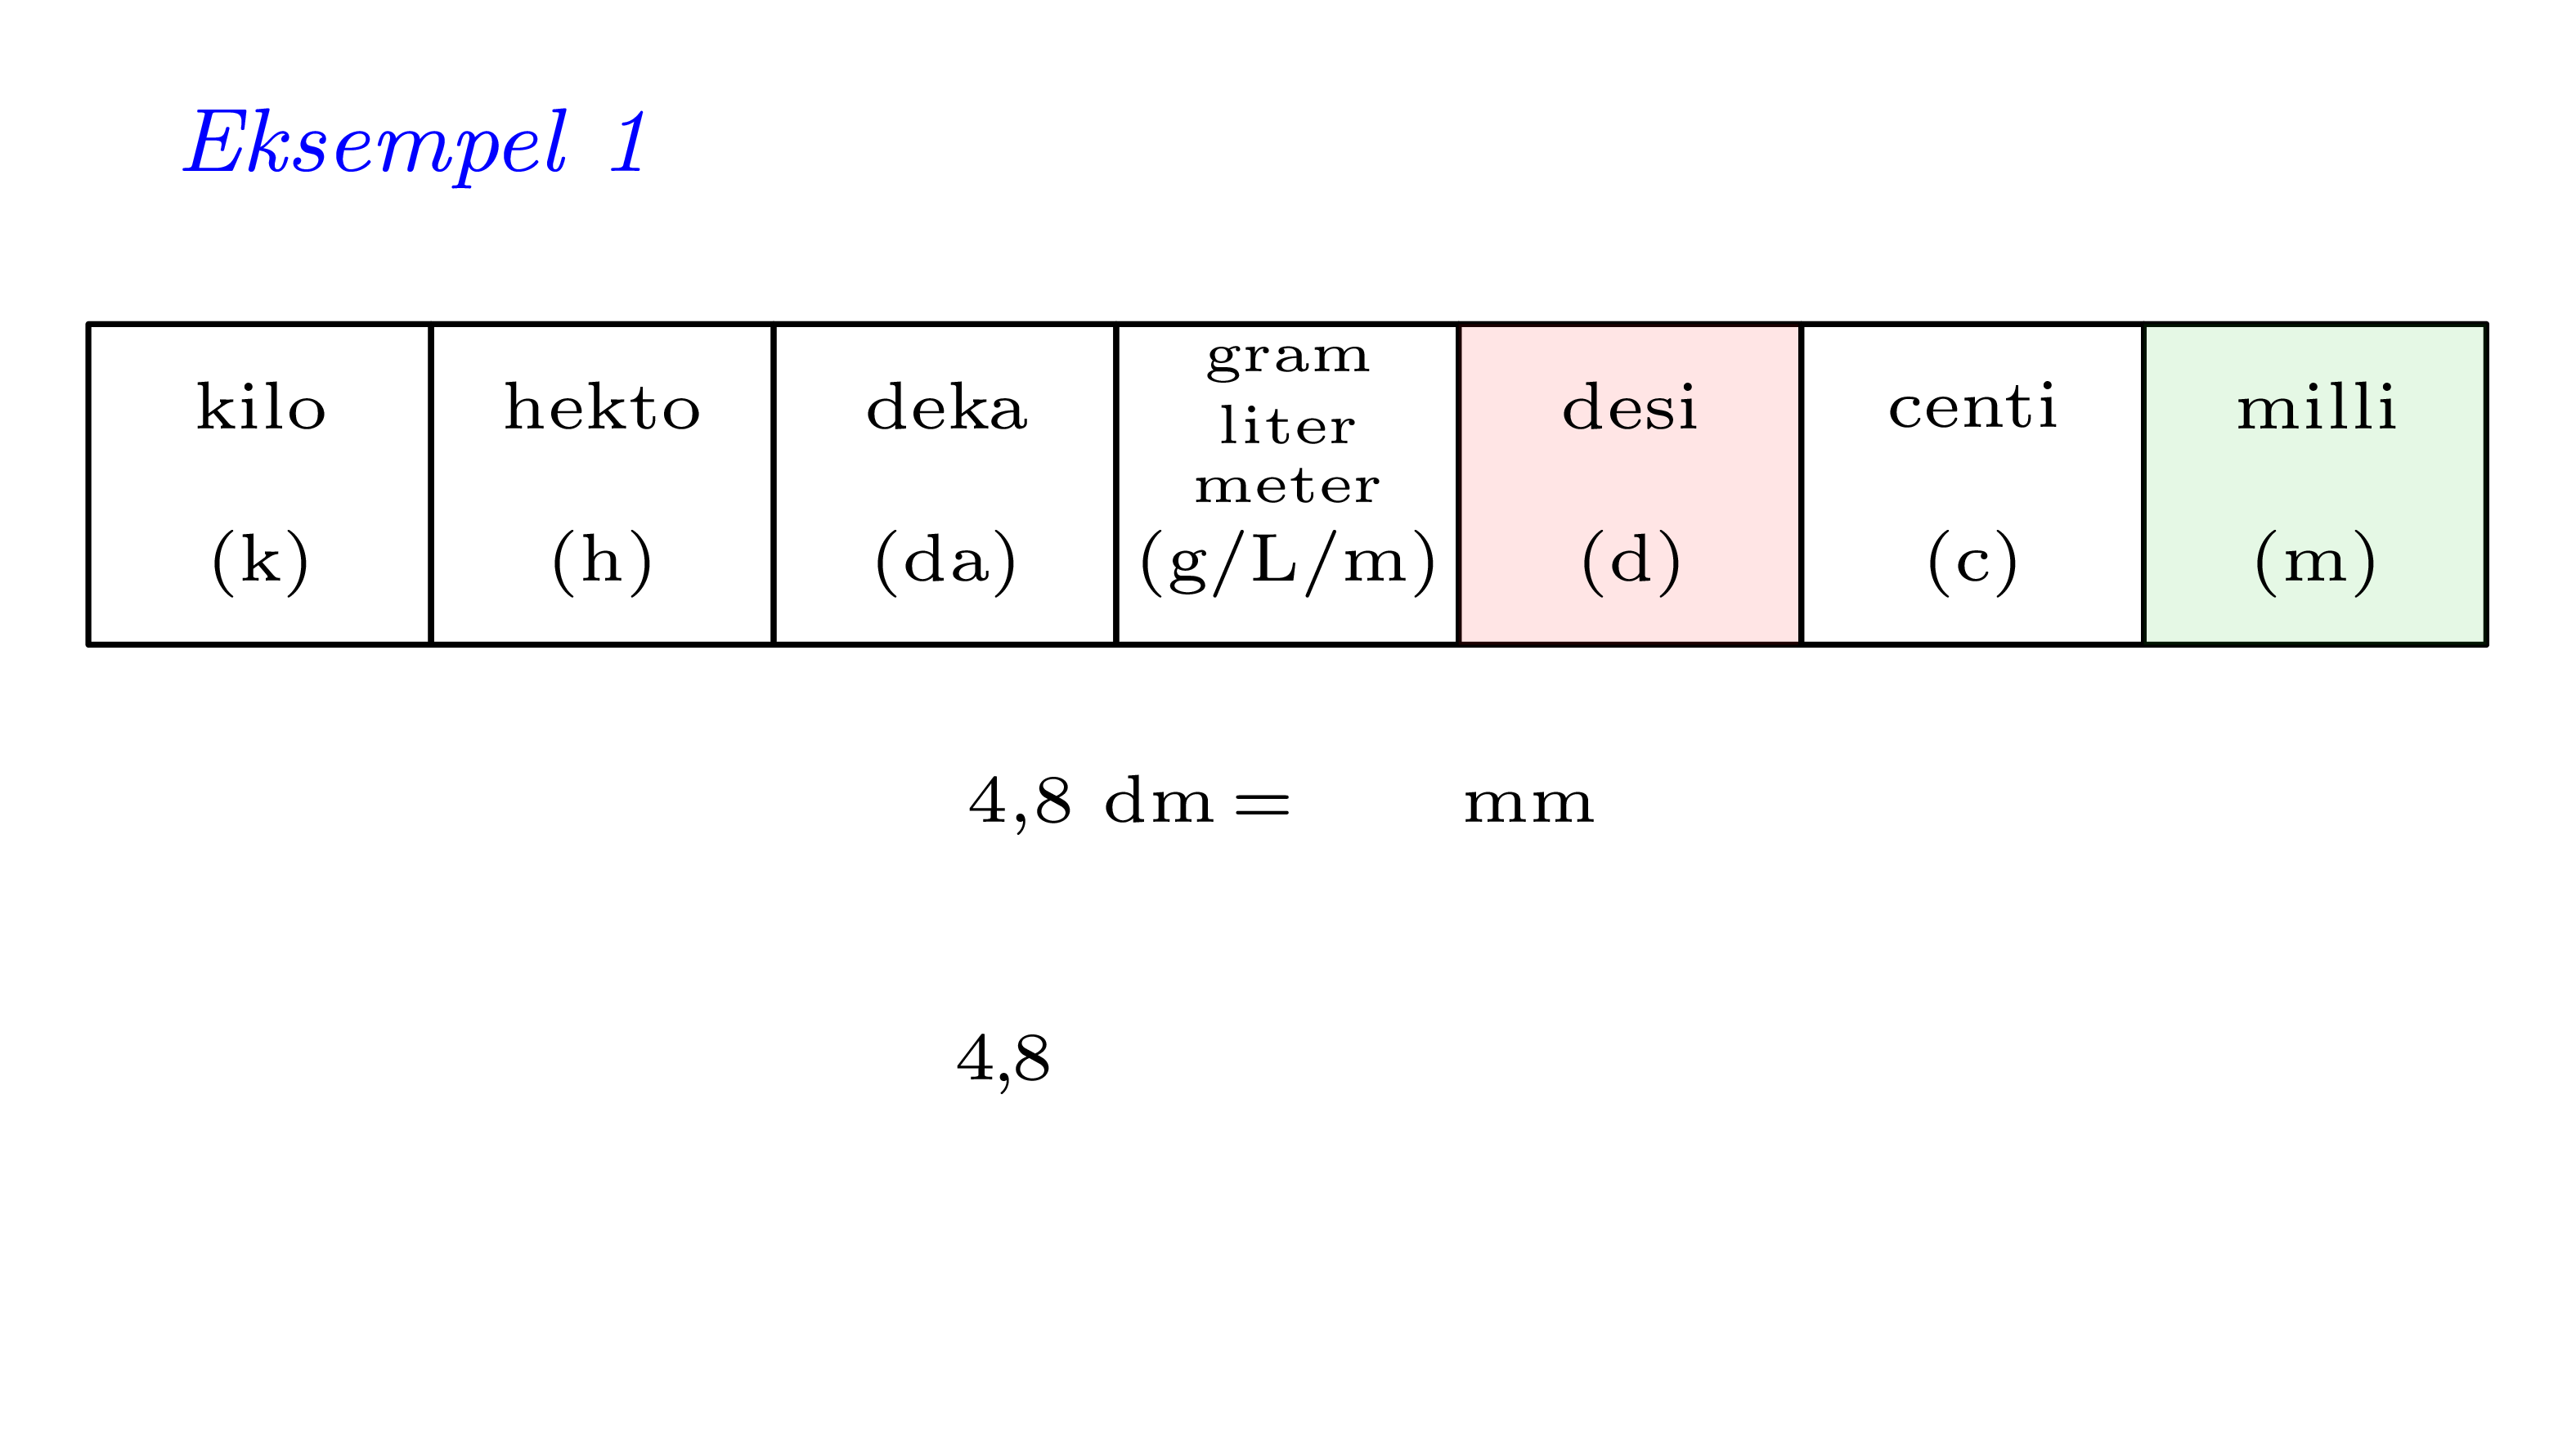 Eksempel 1
kilo
(k)
hekto
(h)
deka
(da)
gram
liter
meter
(g/L/m)
desi
(d)
centi
(c)
milli
(m)
4,8 dm = mm
4,8